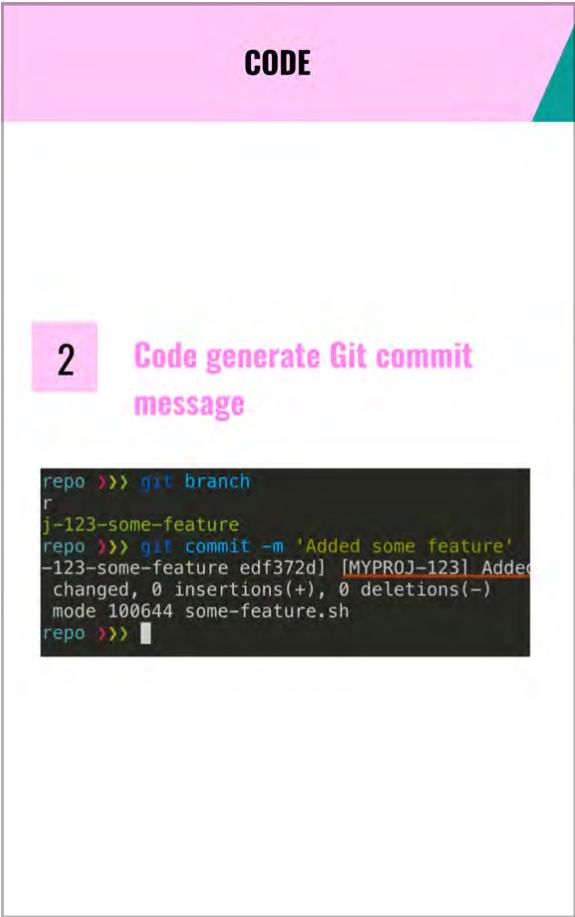 CODE
2
Code generate Git commit
message
repo ❯❯❯ git branch
r
j-123-some-feature
repo ❯❯❯ git commit -m 'Added some feature'
-123-some-feature edf372d] [MYPROJ-123] Added
changed, 0 insertions(+), 0 deletions(-)
mode 100644 some-feature.sh
repo ❯❯❯